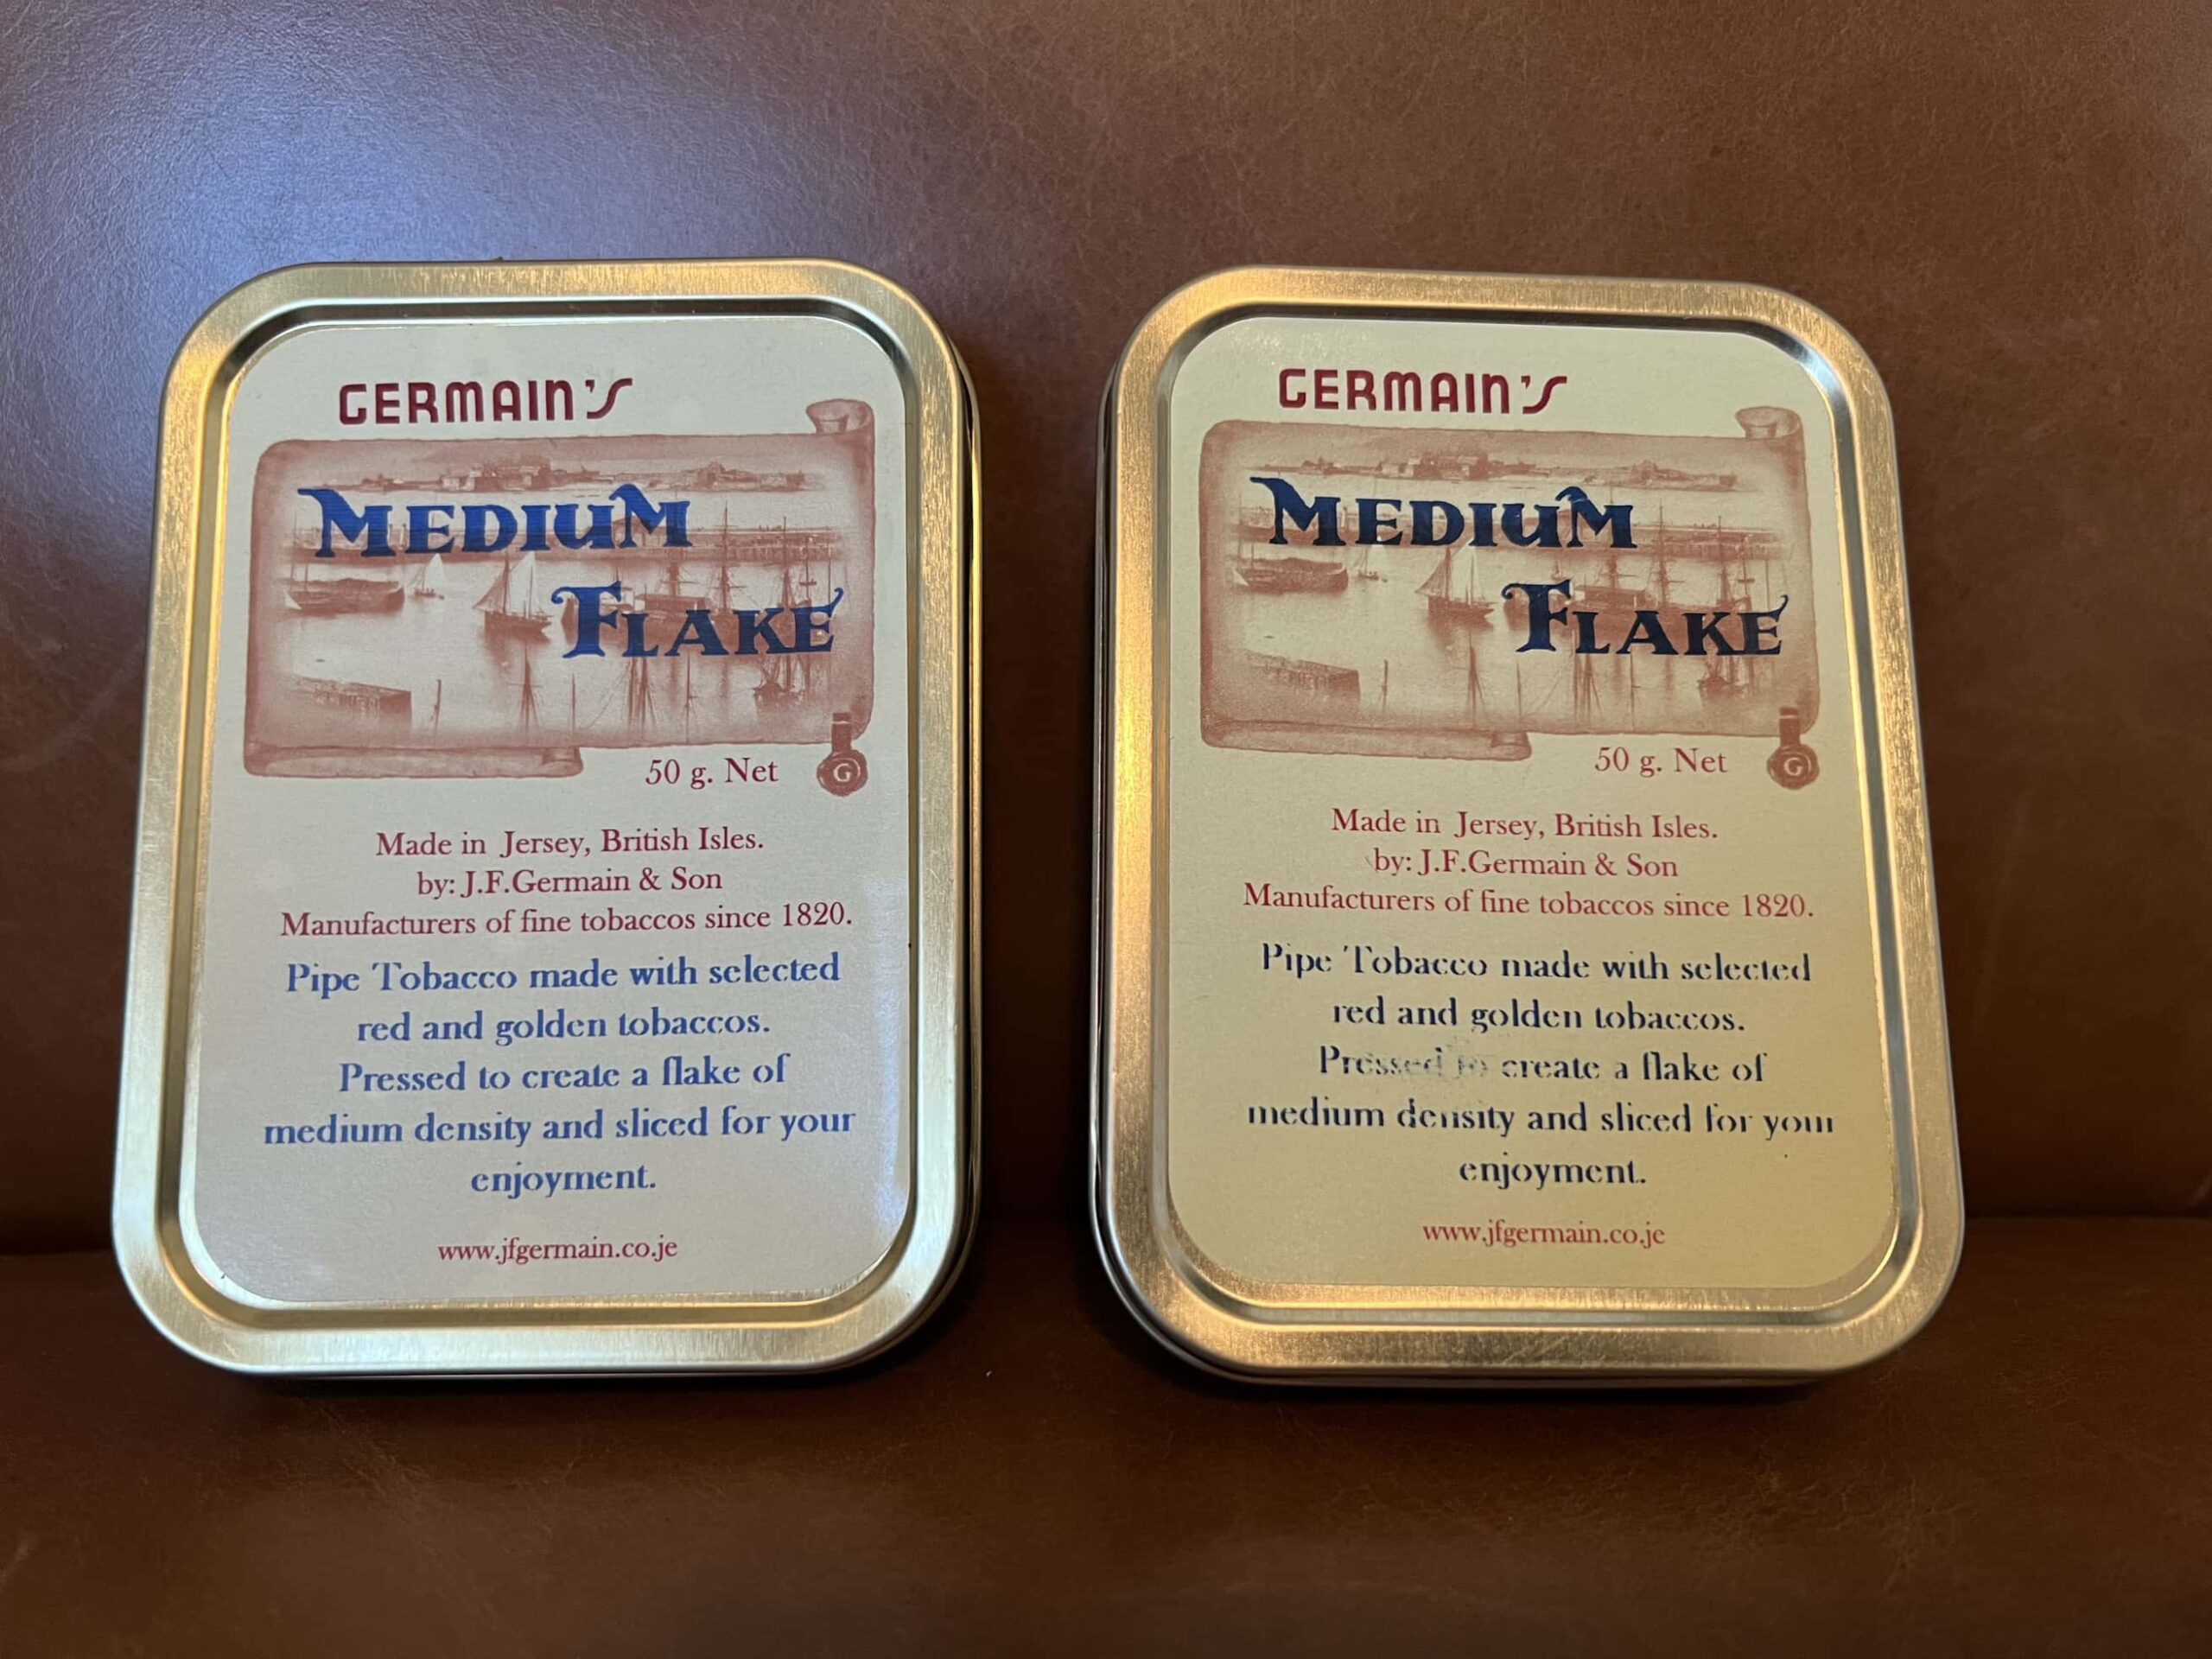 GERMAIN'S
MEDIUM
FLAKE
50 g. Net
G
Made in Jersey, British Isles.
by: J.F.Germain & Son
Manufacturers of fine tobaccos since 1820.
Pipe Tobacco made with selected
red and golden tobaccos.
Pressed to create a flake of
medium density and sliced for your
enjoyment.
www.jfgermain.co.je
GERMAIN'S
MEDIUM
FLAKE
50 g. Net
G
Made in Jersey, British Isles.
by: J.F.Germain & Son
Manufacturers of fine tobaccos since 1820.
Pipe Tobacco made with selected
red and golden tobaccos.
Pressed to create a flake of
medium density and sliced for your
enjoyment.
www.jfgermain.co.je